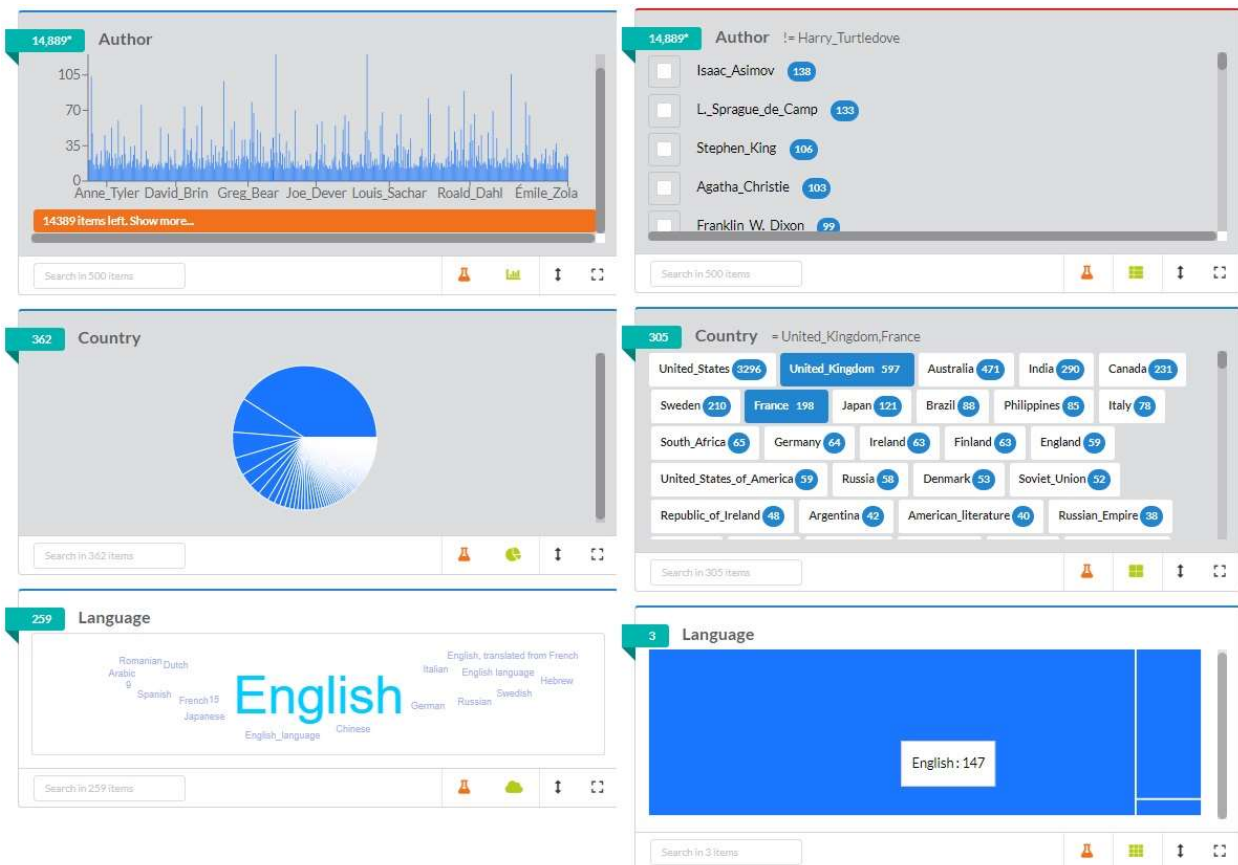 14,889* Author
105
70
35
0
Anne_Tyler David_Brin Greg_Bear Joe_Dever Louis_Sachar Roald_Dahl Émile_Zola
14389 items left. Show more...
Search in 500 items
14,889* Author != Harry_Turtledove
Isaac_Asimov 138
L._Sprague_de_Camp 133
Stephen_King 106
Agatha_Christie 103
Franklin_W._Dixon 99
Search in 500 items
362 Country
Search in 362 items
305 Country = United_Kingdom,France
United_States 3296 United_Kingdom 597 Australia 471 India 290 Canada 231
Sweden 210 France 198 Japan 121 Brazil 88 Philippines 85 Italy 78
South_Africa 65 Germany 64 Ireland 63 Finland 63 England 59
United_States_of_America 59 Russia 58 Denmark 53 Soviet_Union 52
Republic_of_Ireland 48 Argentina 42 American_literature 40 Russian_Empire 38
Search in 305 items
259 Language
English, translated from French
Romanian Dutch
Arabic
Italian English language
9
Hebrew
Spanish French 15
English
Swedish
German Russian
Japanese
English_language Chinese
Search in 259 items
3 Language
English : 147
Search in 3 items